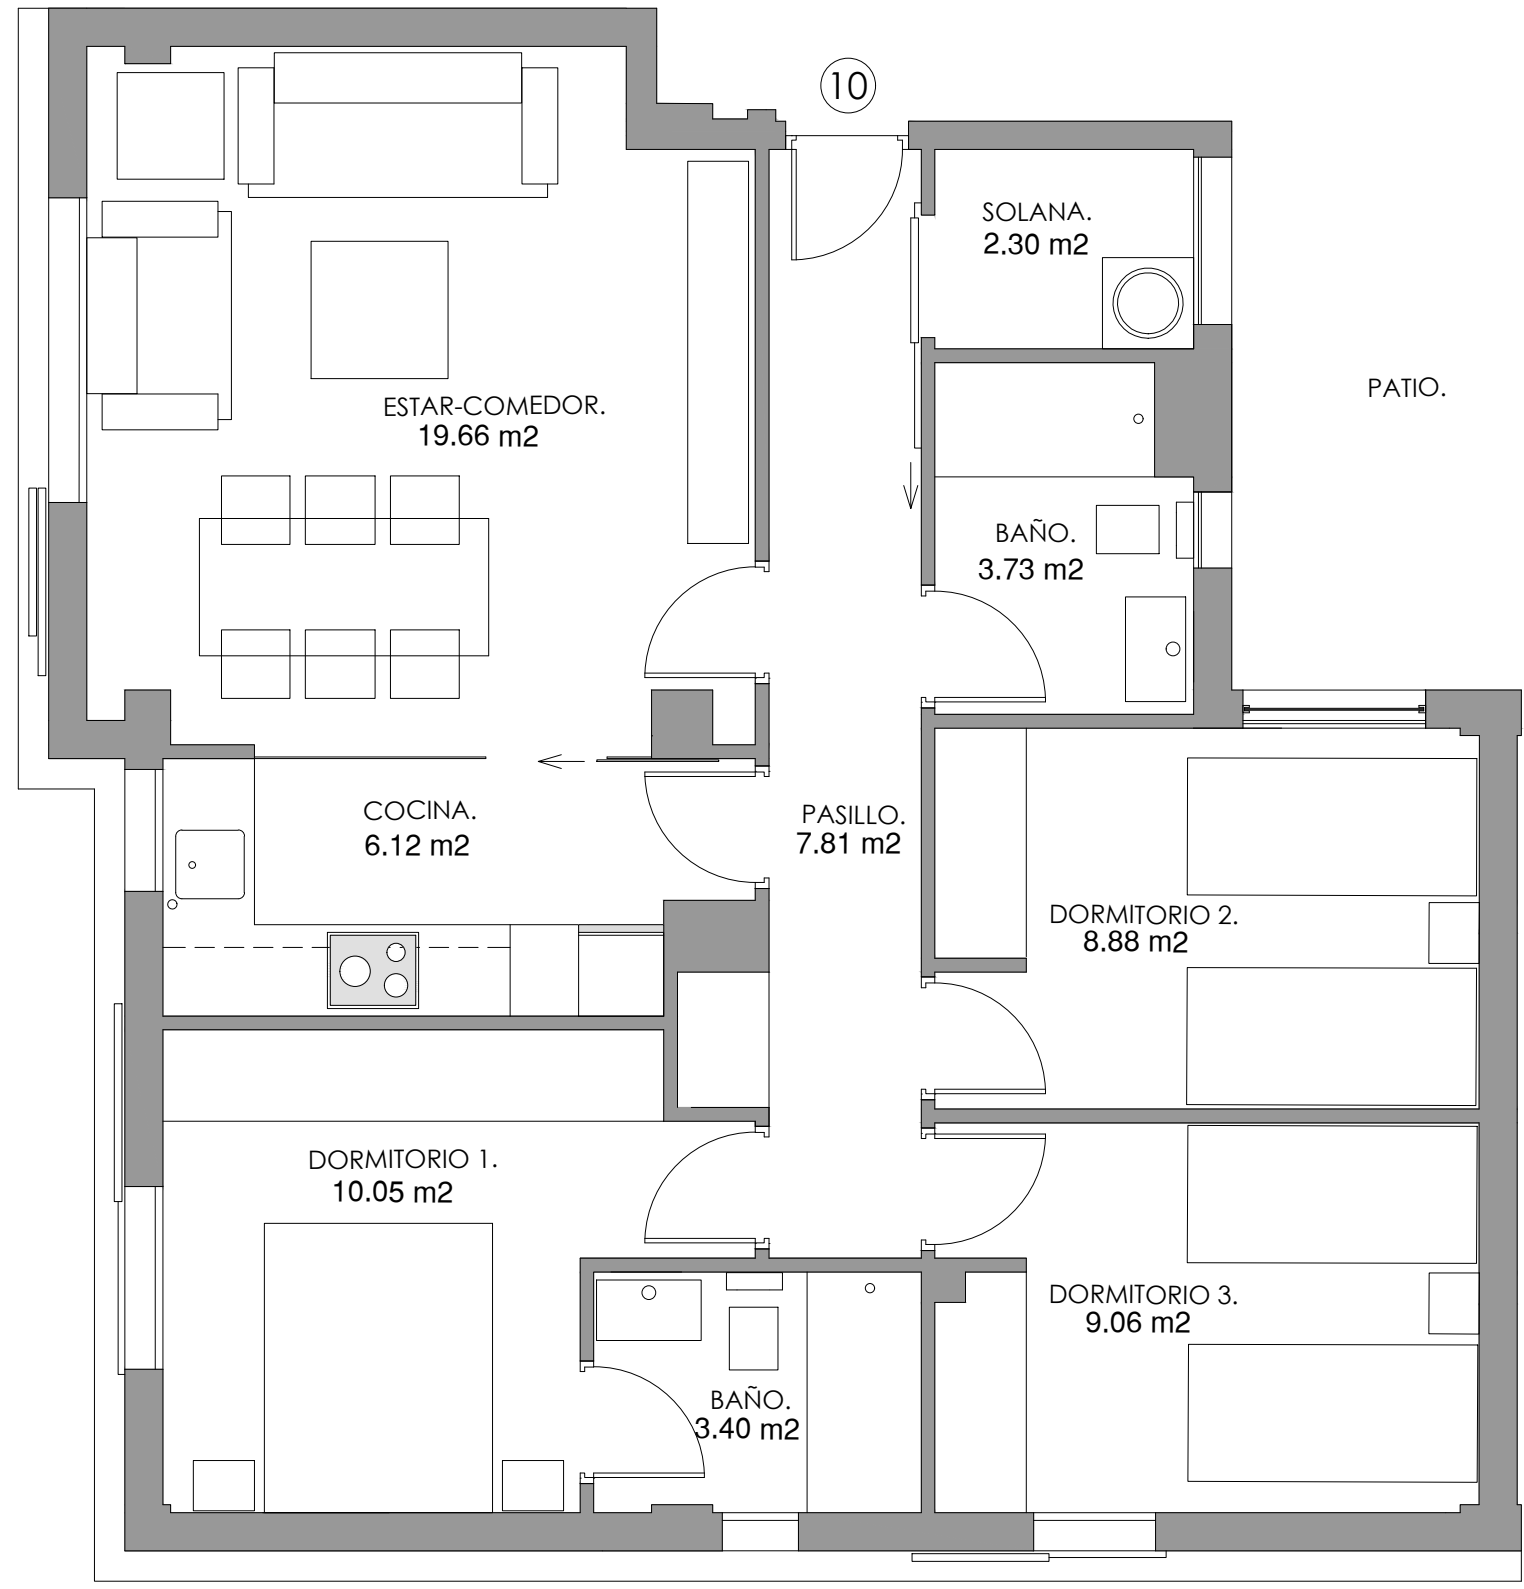 10
SOLANA.
2.30 m2
PATIO.
ESTAR-COMEDOR.
19.66 m2
BAÑO.
3.73 m2
COCINA.
6.12 m2
PASILLO.
7.81 m2
DORMITORIO 2.
8.88 m2
DORMITORIO 1.
10.05 m2
DORMITORIO 3.
9.06 m2
BAÑO.
3.40 m2